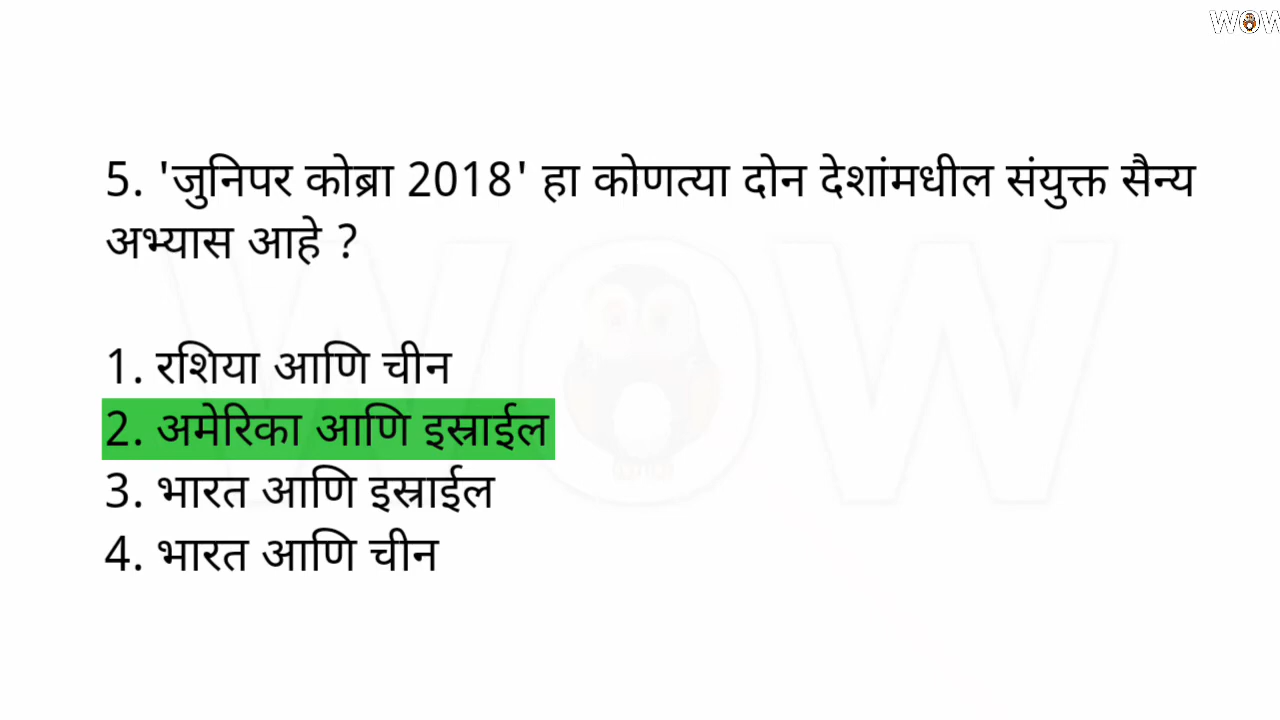 WOW
5. 'जुनिपर कोब्रा 2018' हा कोणत्या दोन देशांमधील संयुक्त सैन्य
अभ्यास आहे ?
WOW
1. रशिया आणि चीन
2. अमेरिका आणि इस्राईल
3. भारत आणि इस्राईल
4. भारत आणि चीन